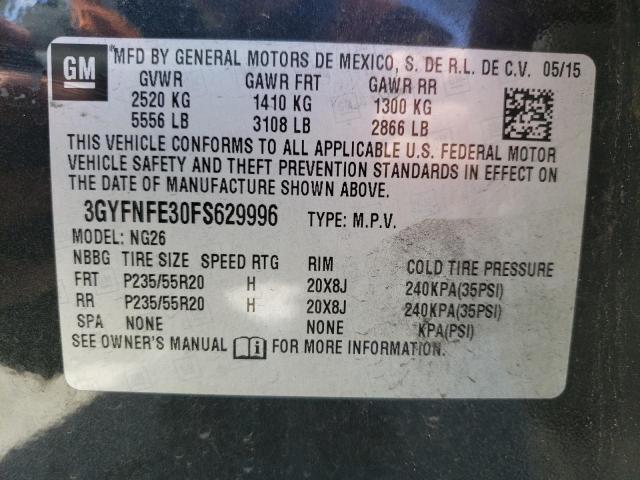 GM MFD BY GENERAL MOTORS DE MEXICO, S. DE R.L. DE C.V. 05/15
GVWR GAWR FRT GAWR RR
2520 KG 1410 KG 1300 KG
5556 LB 3108 LB 2866 LB
THIS VEHICLE CONFORMS TO ALL APPLICABLE U.S. FEDERAL MOTOR
VEHICLE SAFETY AND THEFT PREVENTION STANDARDS IN EFFECT ON
THE DATE OF MANUFACTURE SHOWN ABOVE.
3GYFNFE30FS629996 TYPE: M.P.V.
MODEL: NG26
NBBG TIRE SIZE SPEED RTG RIM COLD TIRE PRESSURE
FRT P235/55R20 H 20X8J 240KPA(35PSI)
RR P235/55R20 H 20X8J 240KPA(35PSI)
SPA NONE NONE KPA(PSI)
SEE OWNER'S MANUAL FOR MORE INFORMATION.